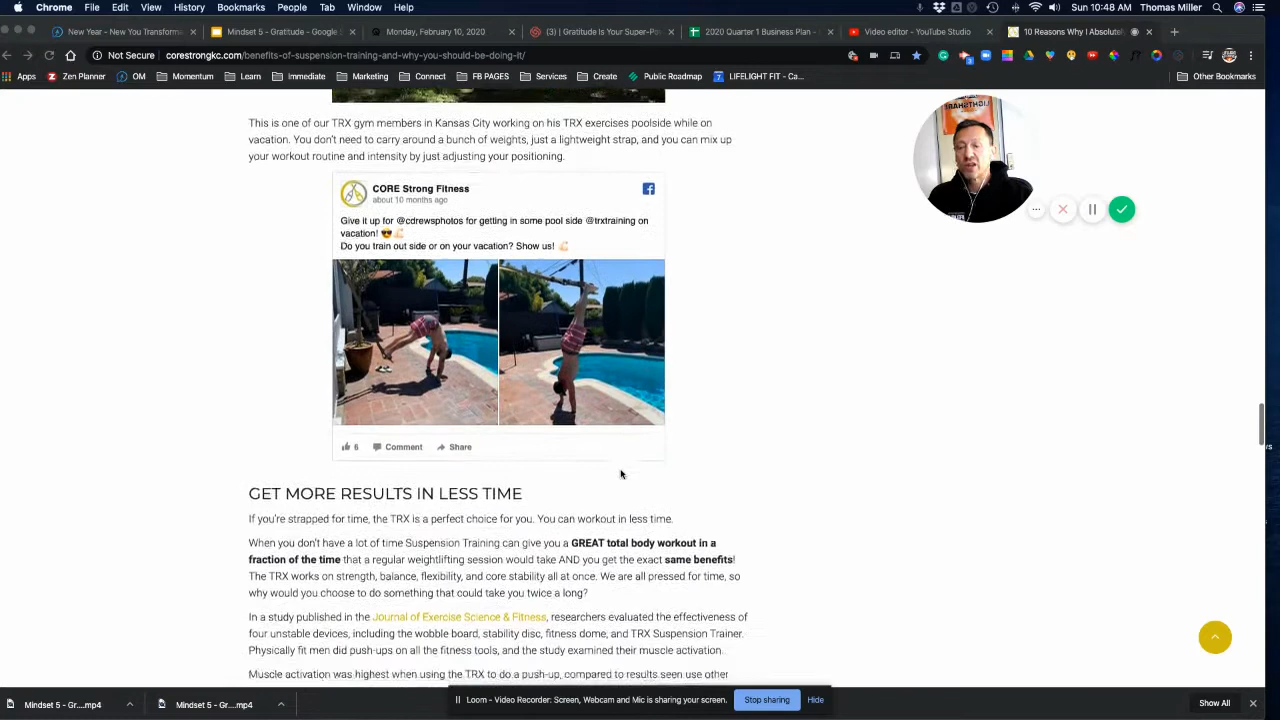 Chrome File Edit View History Bookmarks People Tab Window Help Sun 10:48 AM Thomas Miller
New Year - New You Transforma Mindset 5 - Gratitude - Google S Monday, February 10, 2020 (3) | Gratitude Is Your Super-Po 2020 Quarter 1 Business Plan - Video editor - YouTube Studio 10 Reasons Why I Absolute
Not Secure corestrongkc.com/benefits-of-suspension-training-and-why-you-should-be-doing-it/
Apps Zen Planner OM Momentum Learn Immediate Marketing Connect FB PAGES Services Create Public Roadmap LIFELIGHT FIT - Ca... Other Bookmarks
This is one of our TRX gym members in Kansas City working on his TRX exercises poolside while on
vacation. You don't need to carry around a bunch of weights, just a lightweight strap, and you can mix up
your workout routine and intensity by just adjusting your positioning.
CORE Strong Fitness
about 10 months ago
Give it up for @cdrewsphotos for getting in some pool side @trxtraining on
vacation! 😎💪🏻
Do you train out side or on your vacation? Show us! 💪🏻
6 Comment Share
GET MORE RESULTS IN LESS TIME
If you're strapped for time, the TRX is a perfect choice for you. You can workout in less time.
When you don't have a lot of time Suspension Training can give you a GREAT total body workout in a
fraction of the time that a regular weightlifting session would take AND you get the exact same benefits!
The TRX works on strength, balance, flexibility, and core stability all at once. We are all pressed for time, so
why would you choose to do something that could take you twice a long?
In a study published in the Journal of Exercise Science & Fitness, researchers evaluated the effectiveness of
four unstable devices, including the wobble board, stability disc, fitness dome, and TRX Suspension Trainer.
Physically fit men did push-ups on all the fitness tools, and the study examined their muscle activation.
Muscle activation was highest when using the TRX to do a push-up, compared to results seen use other
Loom - Video Recorder: Screen, Webcam and Mic is sharing your screen. Stop sharing Hide
Mindset 5 - Gr....mp4 Mindset 5 - Gr....mp4 Show All